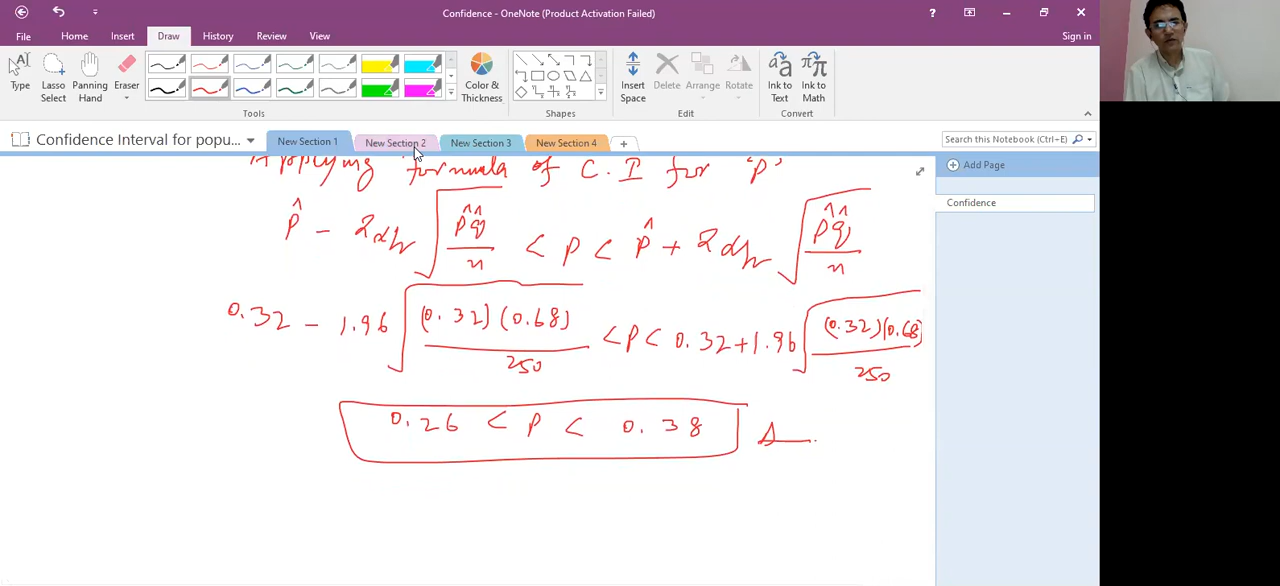 Confidence - OneNote (Product Activation Failed)
?
File Home Insert Draw History Review View Sign in
Type Lasso Select Panning Hand Eraser Color & Thickness Insert Space Delete Arrange Rotate Ink to Text Ink to Math
Tools Shapes Edit Convert
Confidence Interval for popu... New Section 1 New Section 2 New Section 3 New Section 4 + Search this Notebook (Ctrl+E)
Add Page
Confidence
Applying formula of C.I for 'p'
p̂ - Zα/2 √(p̂q̂/n) < p < p̂ + Zα/2 √(p̂q̂/n)
0.32 - 1.96 √((0.32)(0.68)/250) < p < 0.32 + 1.96 √((0.32)(0.68)/250)
0.26 < p < 0.38